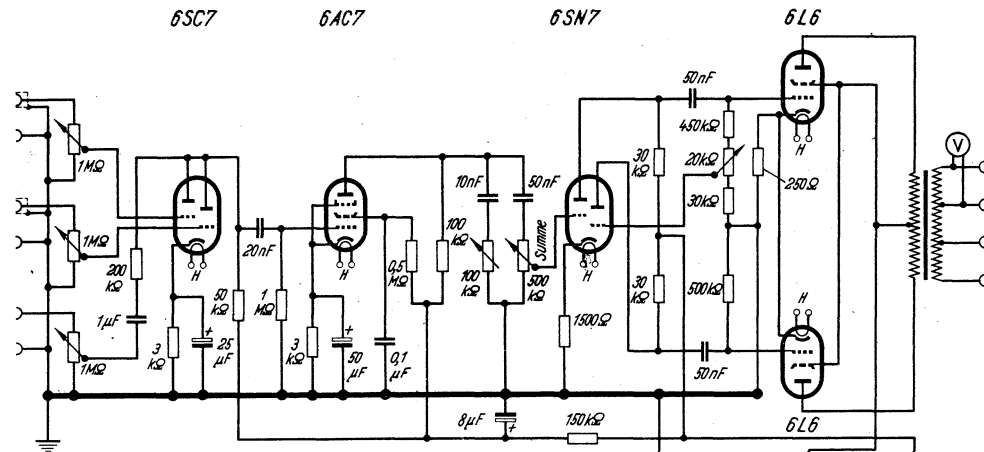 6SC7 6AC7 6SN7 6L6
50nF
450kΩ
1MΩ
30 kΩ
20kΩ
H
10nF
50nF
250Ω
30kΩ
V
1MΩ
H
20nF
H
100 kΩ
Summe
H
200 kΩ
50 kΩ
1 MΩ
0,5 MΩ
100 kΩ
500 kΩ
30 kΩ
500kΩ
H
1µF
1500Ω
1MΩ
3 kΩ
+
25 µF
3 kΩ
+
50 µF
0,1 µF
50nF
8µF
+
150kΩ
6L6